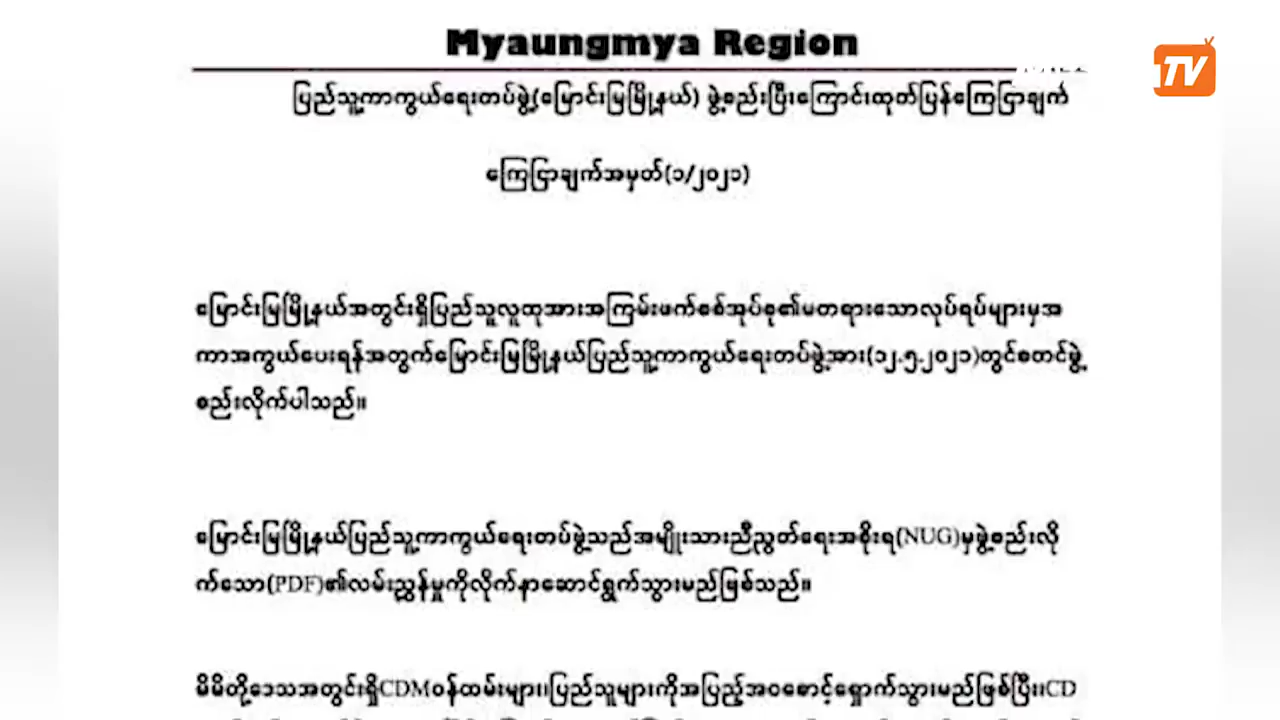 Myaungmya Region
TV
ပြည်သူ့ကာကွယ်ရေးတပ်ဖွဲ့(မြောင်းမြမြို့နယ်) ဖွဲ့စည်းပြီးကြောင်းထုတ်ပြန်ကြေငြာချက်
ကြေငြာချက်အမှတ်(၁/၂၀၂၁)
မြောင်းမြမြို့နယ်အတွင်းရှိပြည်သူလူထုအားအကြမ်းဖက်စစ်အုပ်စု၏မတရားသောလုပ်ရပ်များမှအ
ကာအကွယ်ပေးရန်အတွက်မြောင်းမြမြို့နယ်ပြည်သူ့ကာကွယ်ရေးတပ်ဖွဲ့အား(၁၂.၅.၂၀၂၁)တွင်စတင်ဖွဲ့
စည်းလိုက်ပါသည်။
မြောင်းမြမြို့နယ်ပြည်သူ့ကာကွယ်ရေးတပ်ဖွဲ့သည်အမျိုးသားညီညွတ်ရေးအစိုးရ(NUG)မှဖွဲ့စည်းလို
က်သော(PDF)၏လမ်းညွှန်မှုကိုလိုက်နာဆောင်ရွက်သွားမည်ဖြစ်သည်။
မိမိတို့ဒေသအတွင်းရှိCDMဝန်ထမ်းများ၊ပြည်သူများကိုအပြည့်အဝစောင့်ရှောက်သွားမည်ဖြစ်ပြီး၊CD